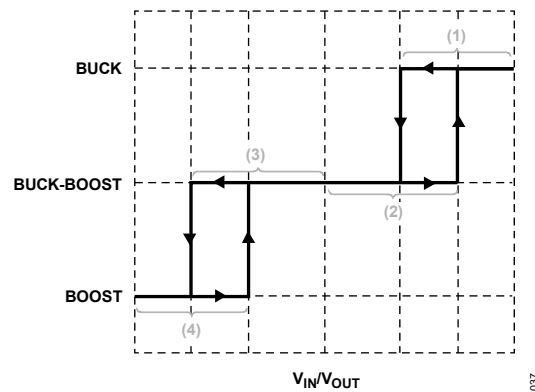 (1)
BUCK
(3)
BUCK-BOOST
(2)
BOOST
(4)
VIN/VOUT
037